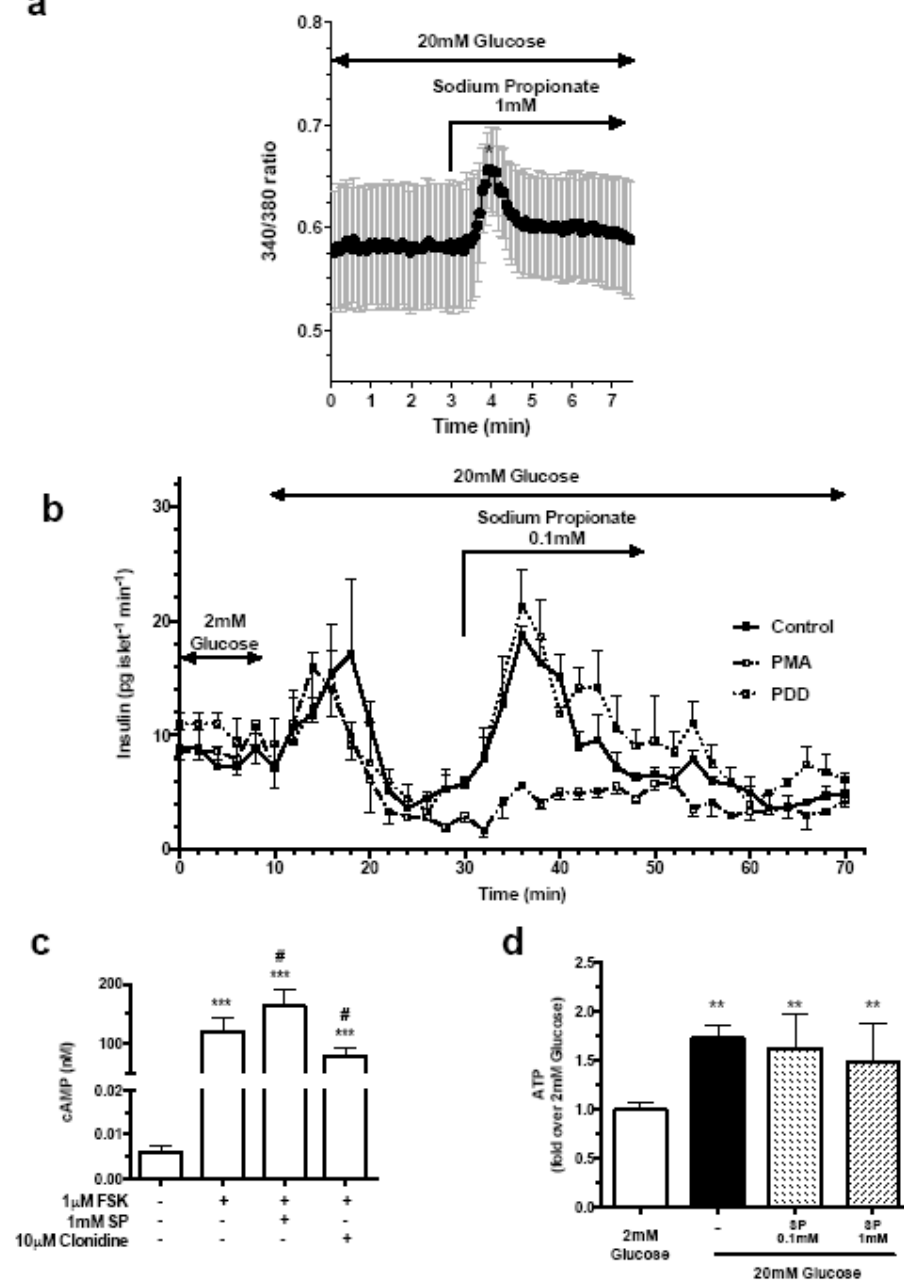 a
0.8
20mM Glucose
Sodium Propionate
1mM
0.7
*
0.6
0.5
340/380 ratio
0 1 2 3 4 5 6 7
Time (min)
b
20mM Glucose
30
Sodium Propionate
0.1mM
20
2mM
Glucose
Control
PMA
PDD
10
0
Insulin (pg islet⁻¹ min⁻¹)
0 10 20 30 40 50 60 70
Time (min)
c
200
100
0.02
0.01
0.00
cAMP (nM)
***
#
***
#
***
1µM FSK - + + +
1mM SP - - + -
10µM Clonidine - - - +
d
2.5
2.0
1.5
1.0
0.5
0.0
ATP
(fold over 2mM Glucose)
** ** **
2mM
Glucose
-
SP
0.1mM
SP
1mM
20mM Glucose